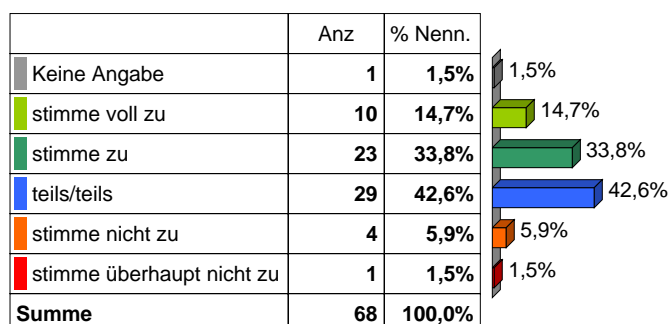 Anz % Nenn.
Keine Angabe 1 1,5% 1,5%
stimme voll zu 10 14,7% 14,7%
stimme zu 23 33,8% 33,8%
teils/teils 29 42,6% 42,6%
stimme nicht zu 4 5,9% 5,9%
stimme überhaupt nicht zu 1 1,5% 1,5%
Summe 68 100,0%